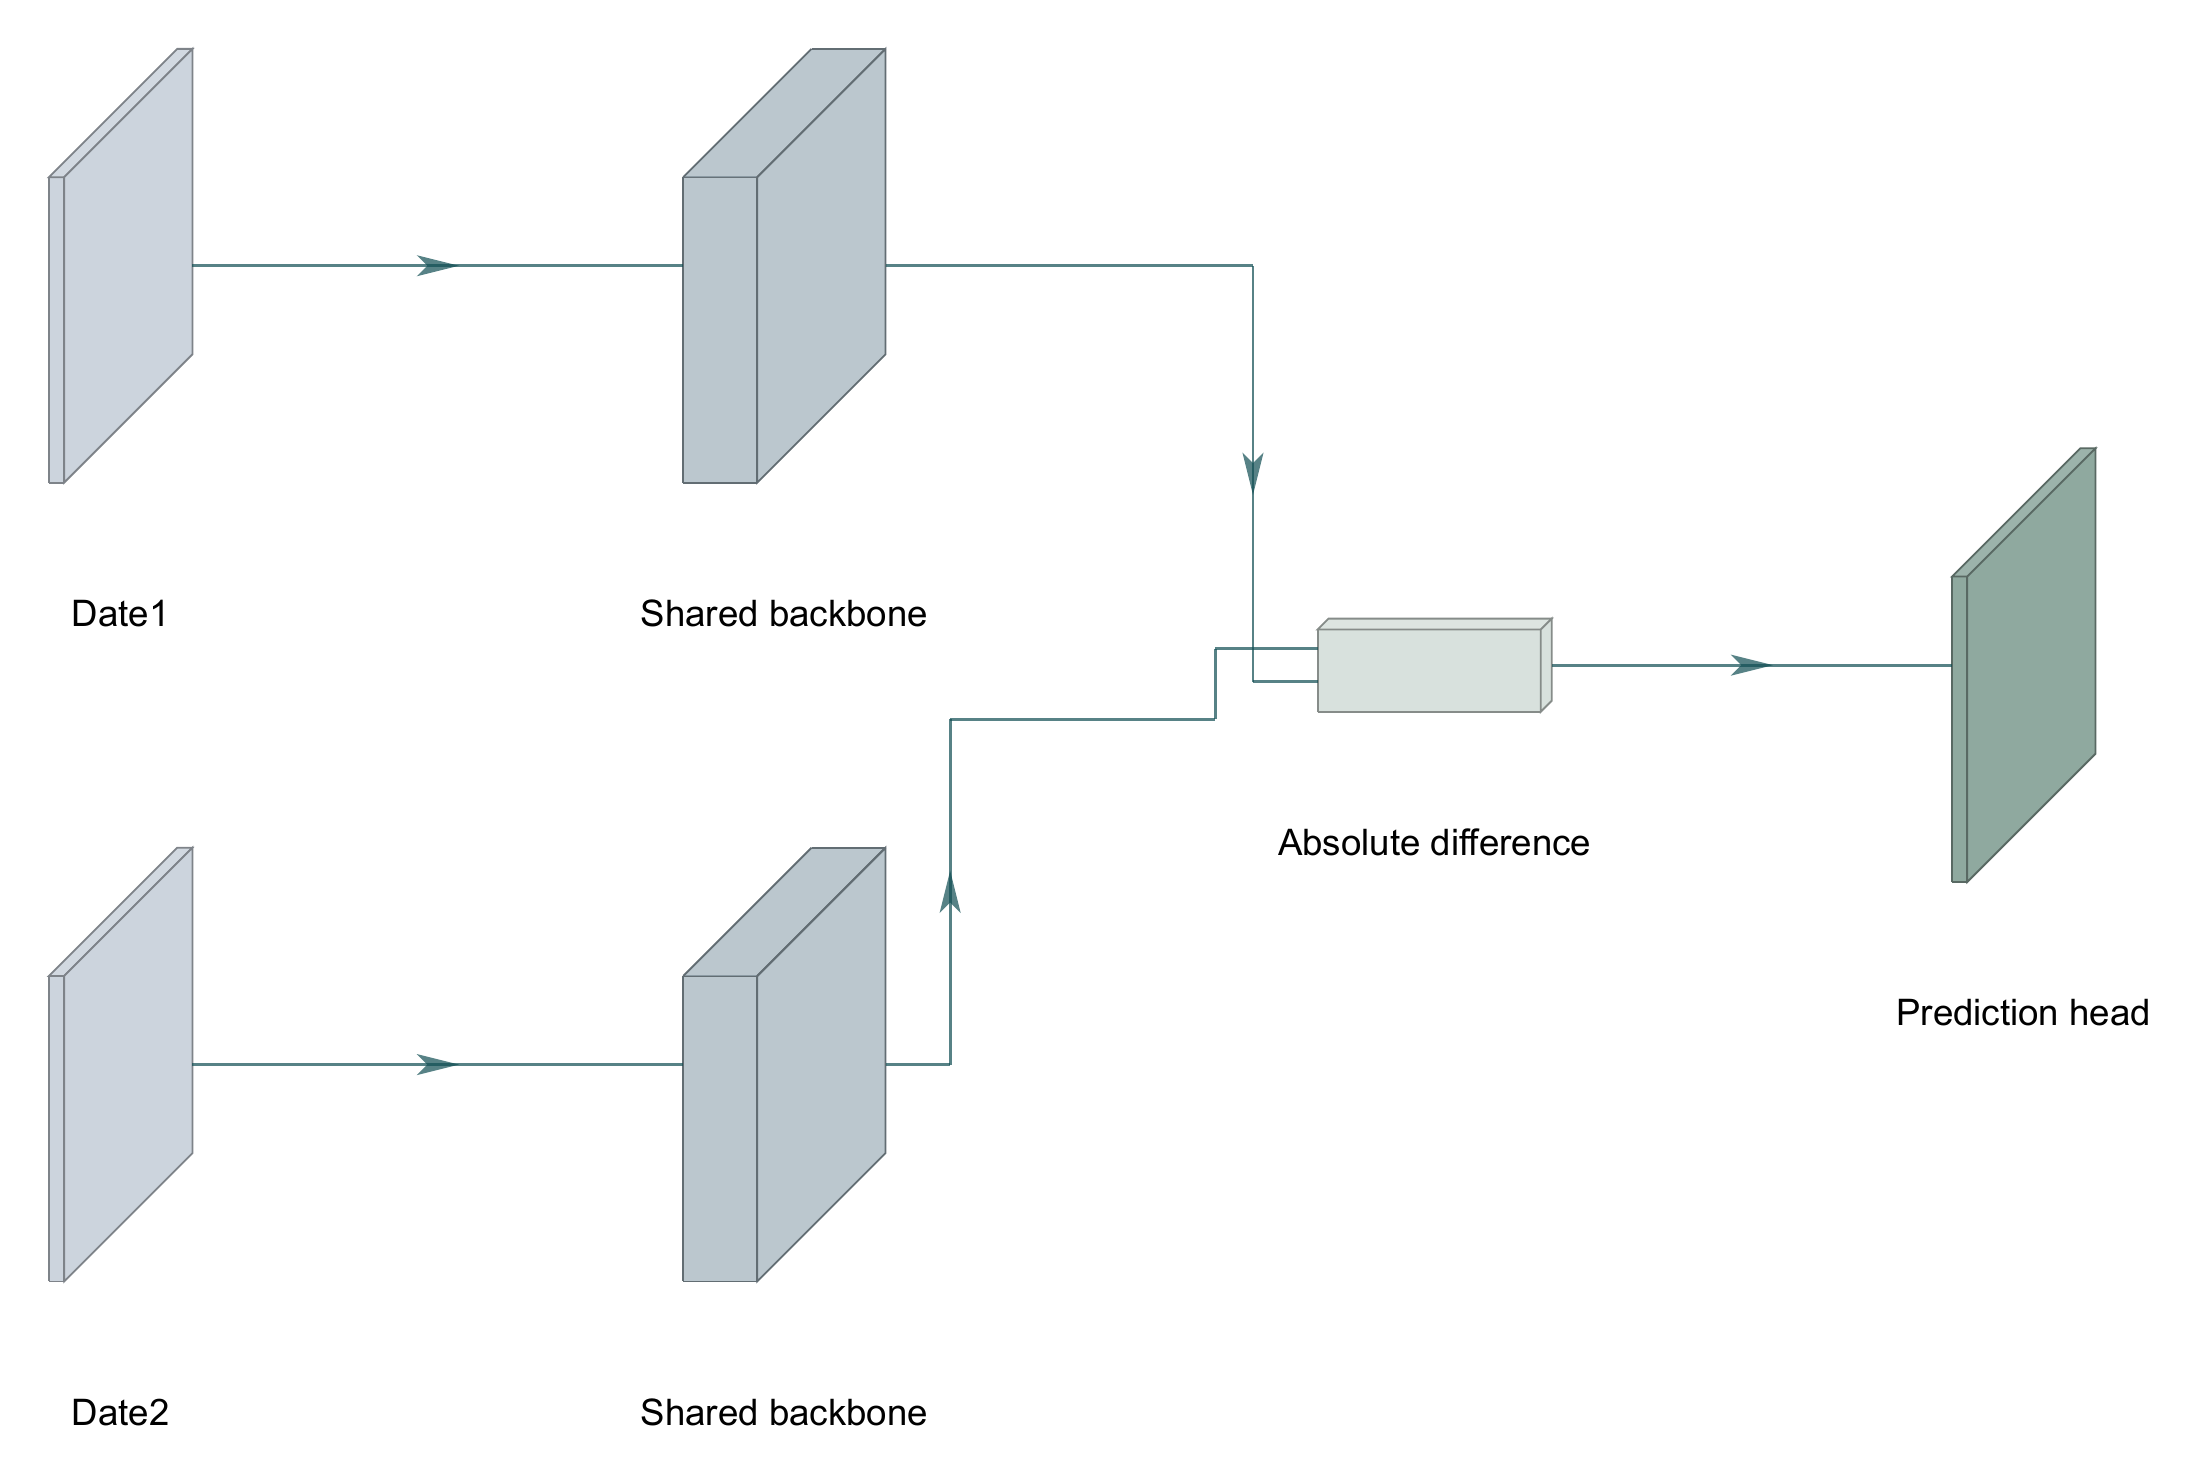 Date1
Shared backbone
Absolute difference
Prediction head
Date2
Shared backbone